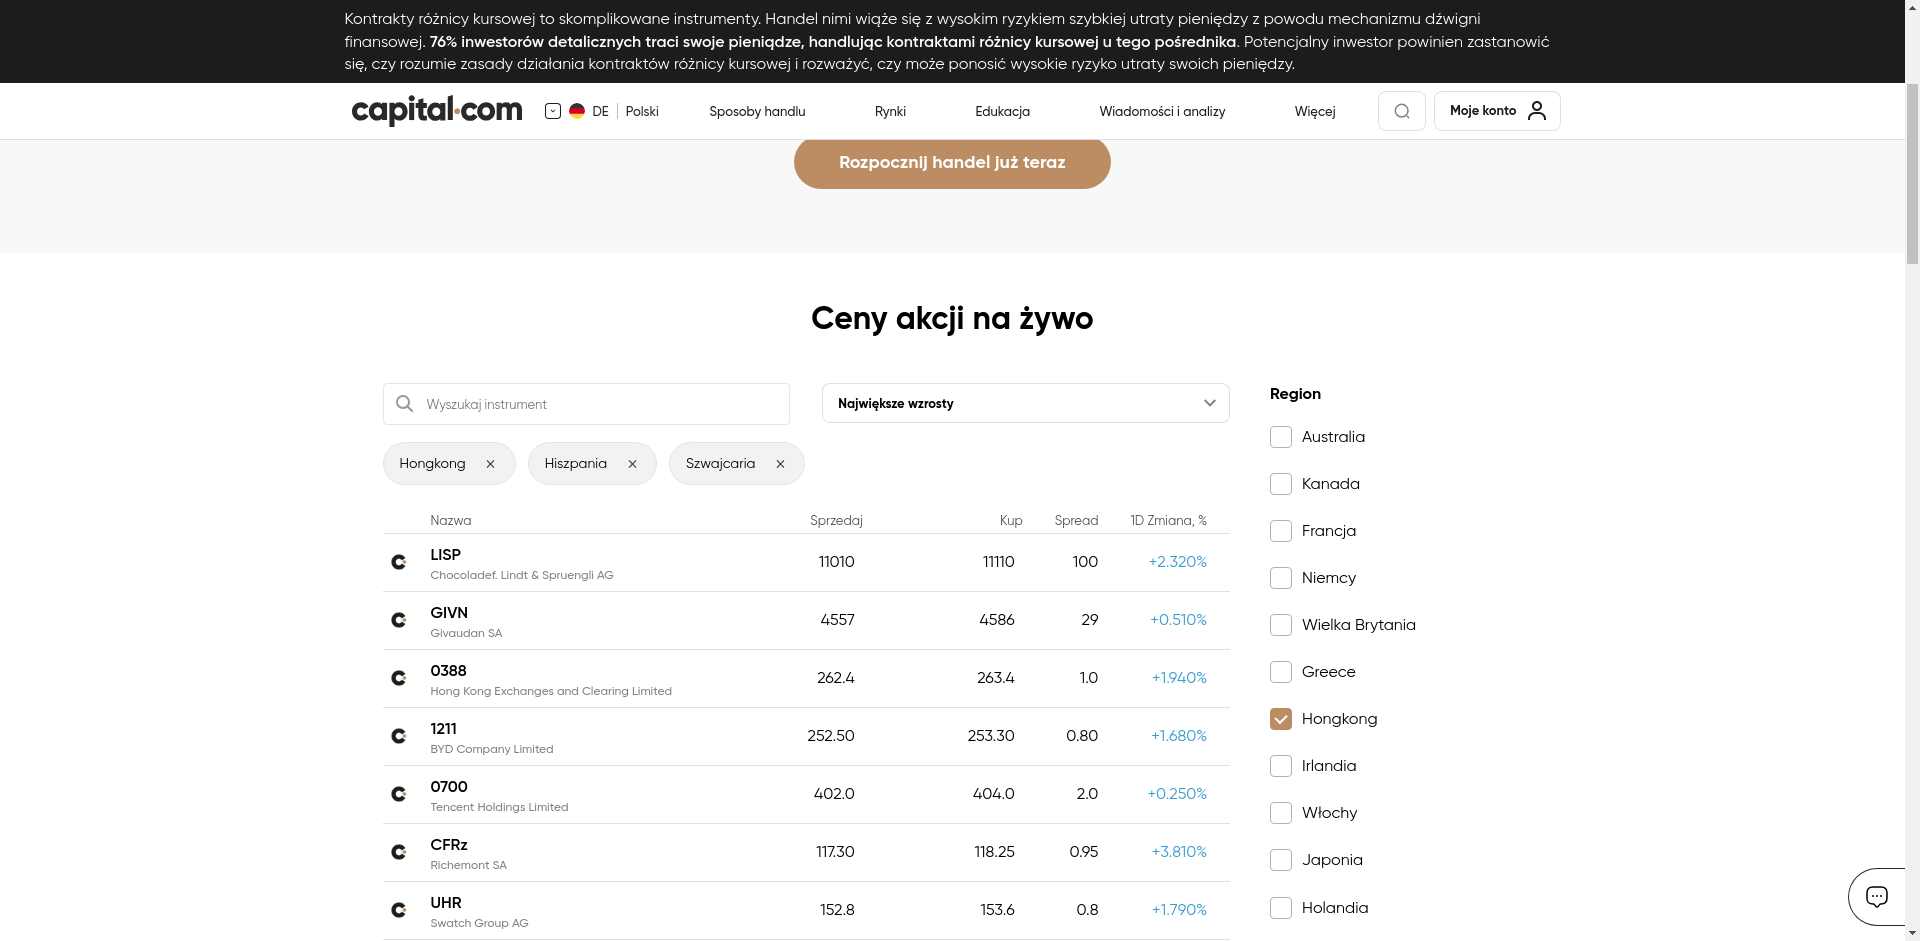 Kontrakty różnicy kursowej to skomplikowane instrumenty. Handel nimi wiąże się z wysokim ryzykiem szybkiej utraty pieniędzy z powodu mechanizmu dźwigni
finansowej. 76% inwestorów detalicznych traci swoje pieniądze, handlując kontraktami różnicy kursowej u tego pośrednika. Potencjalny inwestor powinien zastanowić
się, czy rozumie zasady działania kontraktów różnicy kursowej i rozważyć, czy może ponosić wysokie ryzyko utraty swoich pieniędzy.
capital.com DE Polski Sposoby handlu Rynki Edukacja Wiadomości i analizy Więcej Moje konto
Rozpocznij handel już teraz
Ceny akcji na żywo
Wyszukaj instrument
Największe wzrosty
Hongkong Hiszpania Szwajcaria
Nazwa Sprzedaj Kup Spread 1D Zmiana, %
LISP 11010 11110 100 +2.320%
Chocoladef. Lindt & Spruengli AG
GIVN 4557 4586 29 +0.510%
Givaudan SA
0388 262.4 263.4 1.0 +1.940%
Hong Kong Exchanges and Clearing Limited
1211 252.50 253.30 0.80 +1.680%
BYD Company Limited
0700 402.0 404.0 2.0 +0.250%
Tencent Holdings Limited
CFRz 117.30 118.25 0.95 +3.810%
Richemont SA
UHR 152.8 153.6 0.8 +1.790%
Swatch Group AG
Region
Australia
Kanada
Francja
Niemcy
Wielka Brytania
Greece
Hongkong
Irlandia
Włochy
Japonia
Holandia